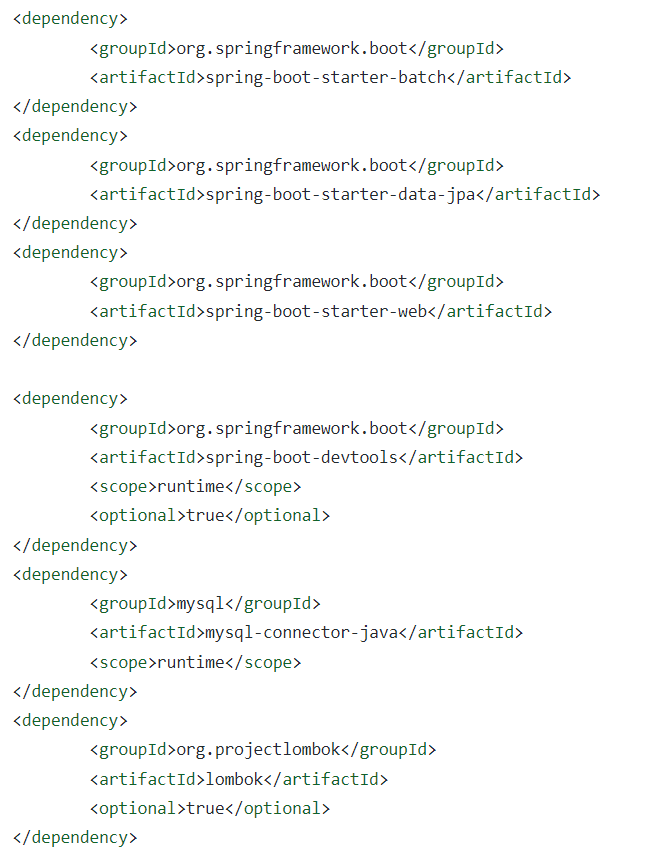 <dependency>
        <groupId>org.springframework.boot</groupId>
        <artifactId>spring-boot-starter-batch</artifactId>
</dependency>
<dependency>
        <groupId>org.springframework.boot</groupId>
        <artifactId>spring-boot-starter-data-jpa</artifactId>
</dependency>
<dependency>
        <groupId>org.springframework.boot</groupId>
        <artifactId>spring-boot-starter-web</artifactId>
</dependency>

<dependency>
        <groupId>org.springframework.boot</groupId>
        <artifactId>spring-boot-devtools</artifactId>
        <scope>runtime</scope>
        <optional>true</optional>
</dependency>
<dependency>
        <groupId>mysql</groupId>
        <artifactId>mysql-connector-java</artifactId>
        <scope>runtime</scope>
</dependency>
<dependency>
        <groupId>org.projectlombok</groupId>
        <artifactId>lombok</artifactId>
        <optional>true</optional>
</dependency>